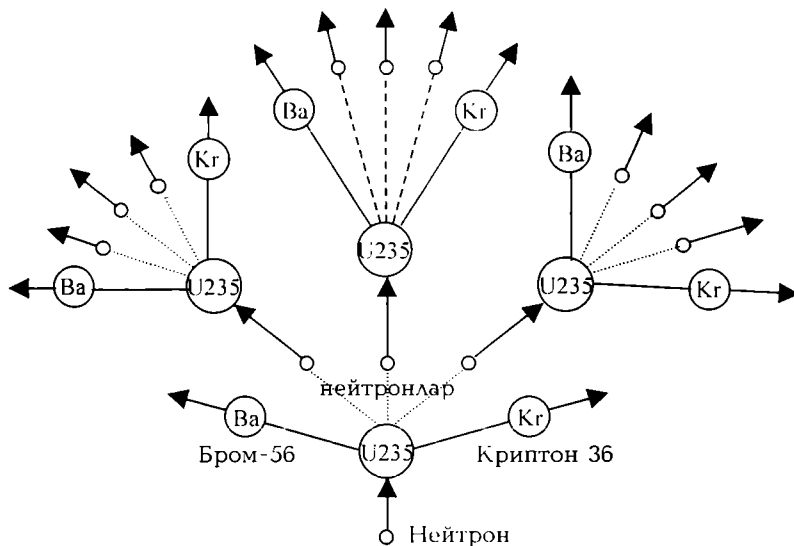 Ba Kr
Kr Ba
U235
Ba U235 U235 Kr
нейтронлар
Ba Kr
Бром-56 U235 Криптон 36
Нейтрон